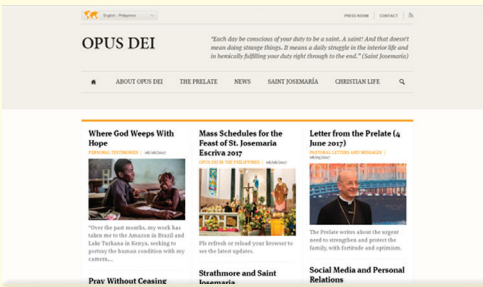 English - Philippines
PRESS ROOM | CONTACT |
OPUS DEI
"Each day be conscious of your duty to be a saint. A saint! And that doesn't
mean doing strange things. It means a daily struggle in the interior life and
in heroically fulfilling your duty right through to the end." (Saint Josemaria)
ABOUT OPUS DEI THE PRELATE NEWS SAINT JOSEMARÍA CHRISTIAN LIFE
Where God Weeps With
Hope
PERSONAL TESTIMONIES |
"Over the past months, my work has
taken me to the Amazon in Brazil and
Lake Turkana in Kenya, seeking to
portray the human condition with my
camera...
Pray Without Ceasing
Mass Schedules for the
Feast of St. Josemaria
Escriva 2017
OPUS DEI IN THE PHILIPPINES |
Pls refresh or reload your browser to
see the latest updates.
Strathmore and Saint
Josemaria
Letter from the Prelate (4
June 2017)
PASTORAL LETTERS AND MESSAGES |
The Prelate writes about the urgent
need to strengthen and protect the
family, with fortitude and optimism.
Social Media and Personal
Relations